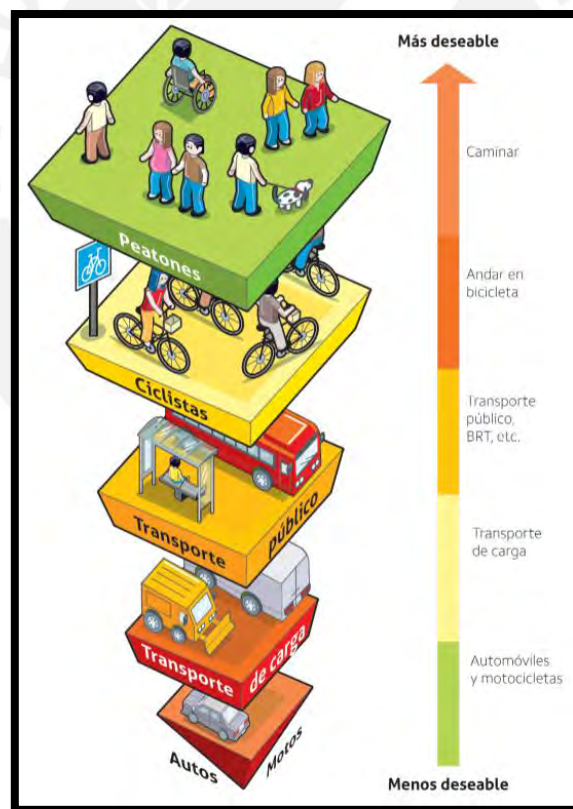 Más deseable
Caminar
Peatones
Andar en
bicicleta
Ciclistas
Transporte
público,
BRT, etc.
Transporte público
Transporte
de carga
Transporte de carga
Automóviles
y motocicletas
Autos Motos
Menos deseable